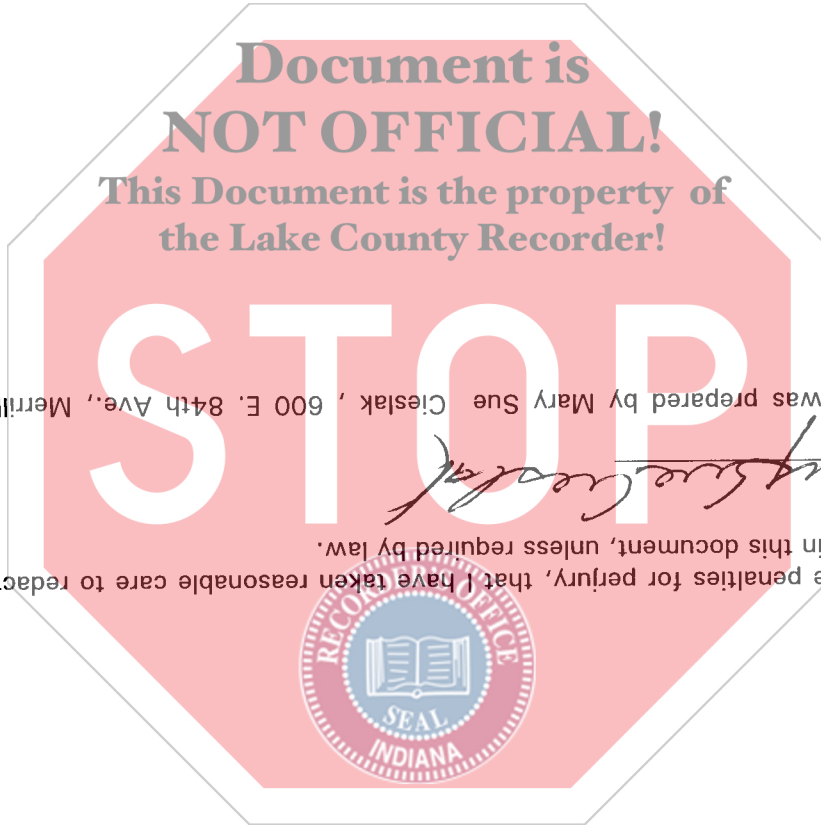 Document is
NOT OFFICIAL!
This Document is the property of
the Lake County Recorder!
STOP
RECORDER'S OFFICE
SEAL
INDIANA
penalties for perjury, that I have taken reasonable care to
in this document, unless required by law.
Sue Cieslak
was prepared by Mary Sue Cieslak , 600 E. 84th Ave.,